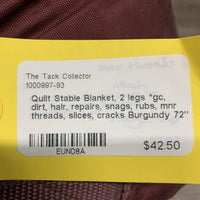 The Tack Collector
1000997-93
Quilt Stable Blanket, 2 legs *gc,
dirt, hair, repairs, snags, rubs, mnr
threads, slices, cracks Burgundy 72"
EUND8A
$42.50